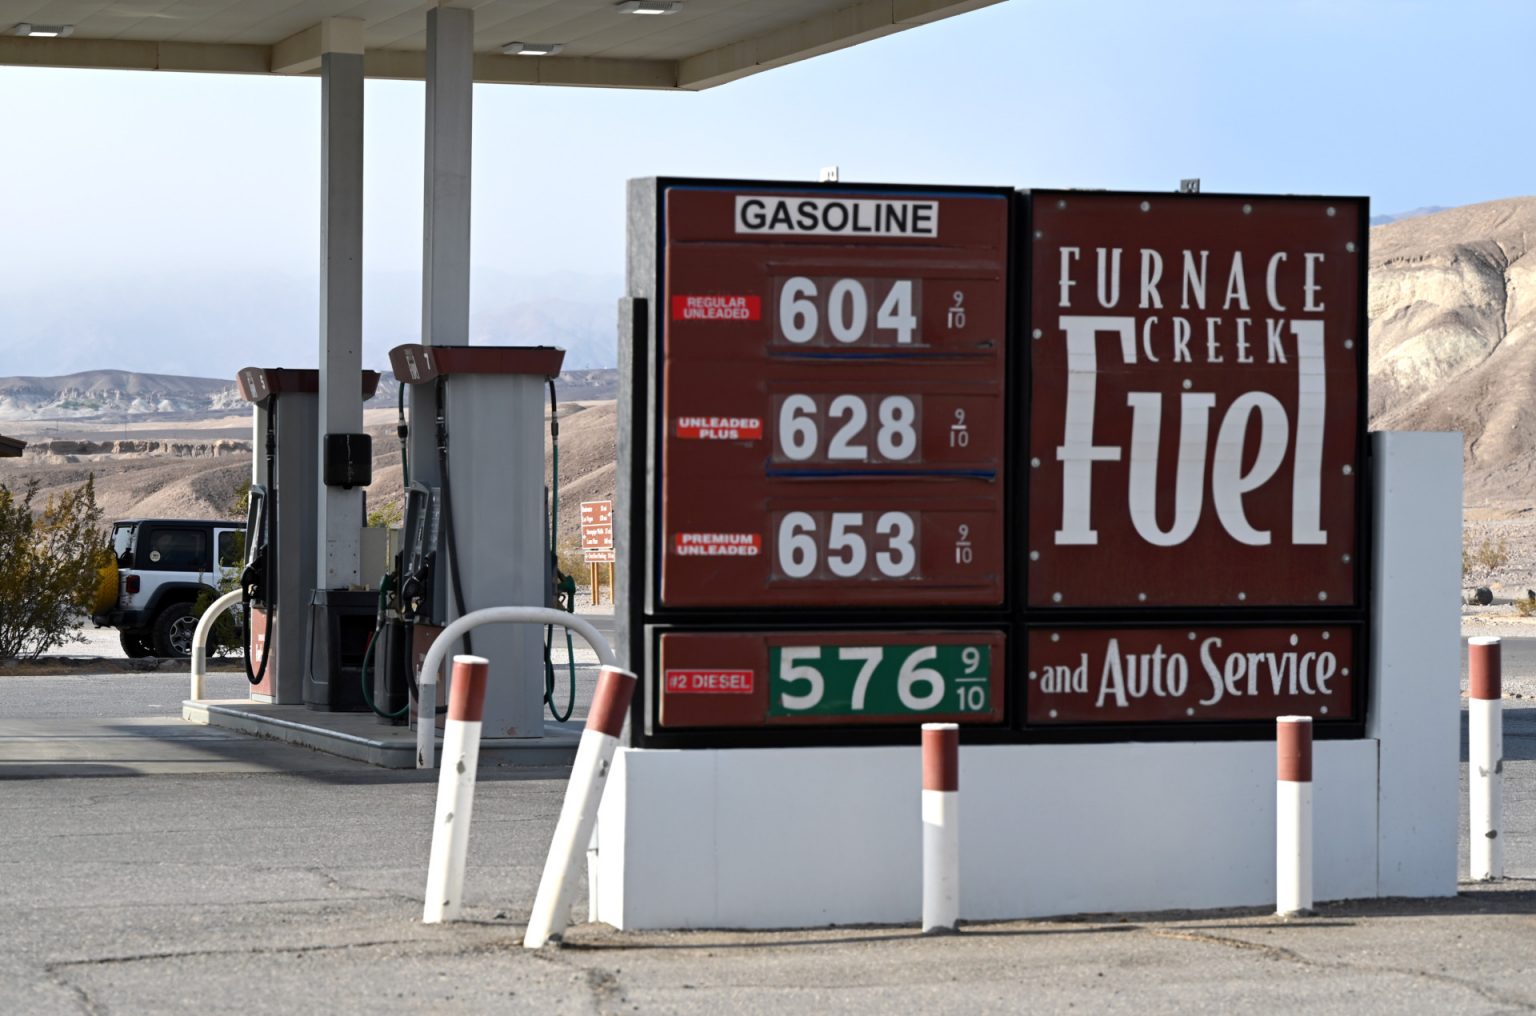 GASOLINE
REGULAR
UNLEADED
604 9/10
UNLEADED
PLUS
628 9/10
PREMIUM
UNLEADED
653 9/10
#2 DIESEL
576 9/10
FURNACE
CREEK
Fuel
and Auto Service
7